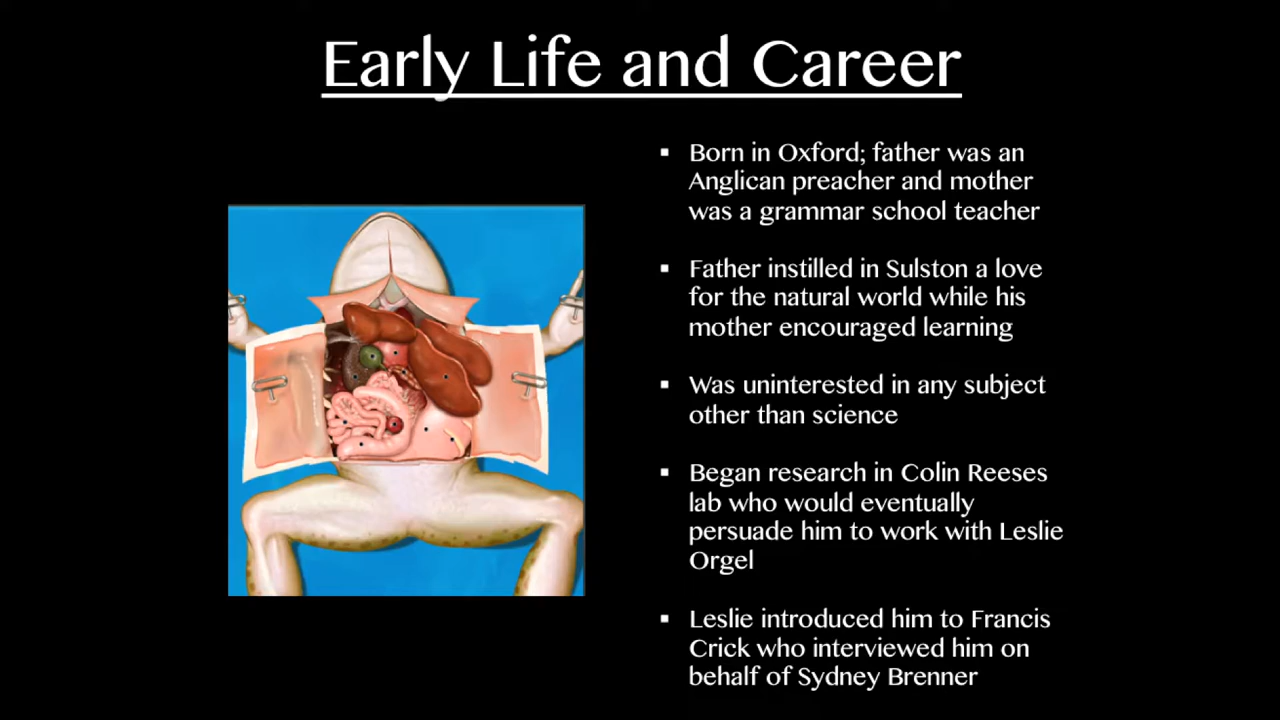 Early Life and Career
▪ Born in Oxford; father was an
Anglican preacher and mother
was a grammar school teacher
▪ Father instilled in Sulston a love
for the natural world while his
mother encouraged learning
▪ Was uninterested in any subject
other than science
▪ Began research in Colin Reeses
lab who would eventually
persuade him to work with Leslie
Orgel
▪ Leslie introduced him to Francis
Crick who interviewed him on
behalf of Sydney Brenner